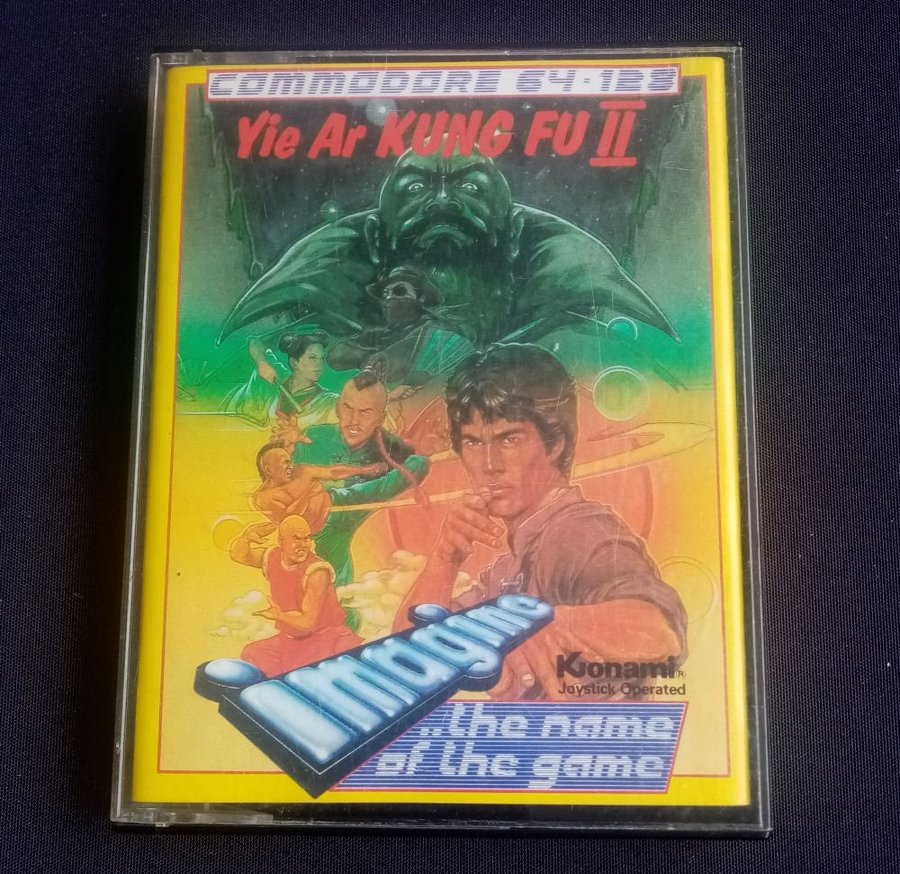 COMMODORE 64·128
Yie Ar KUNG FU II
imagine
Konami®
Joystick Operated
..the name
of the game